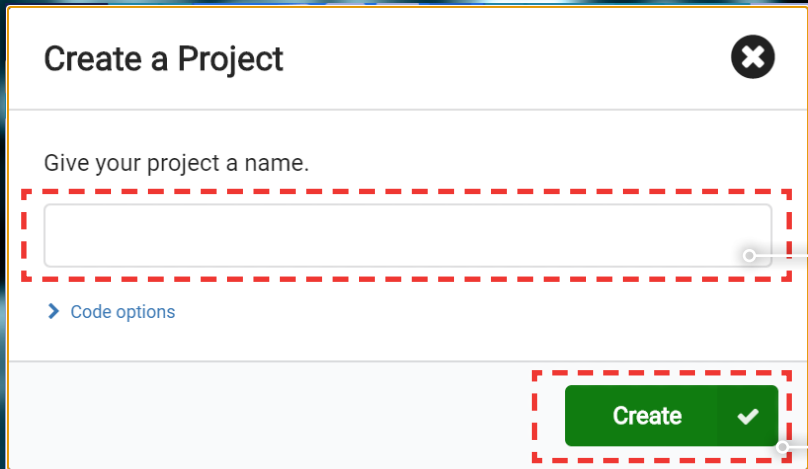 Create a Project
Give your project a name.
Code options
Create